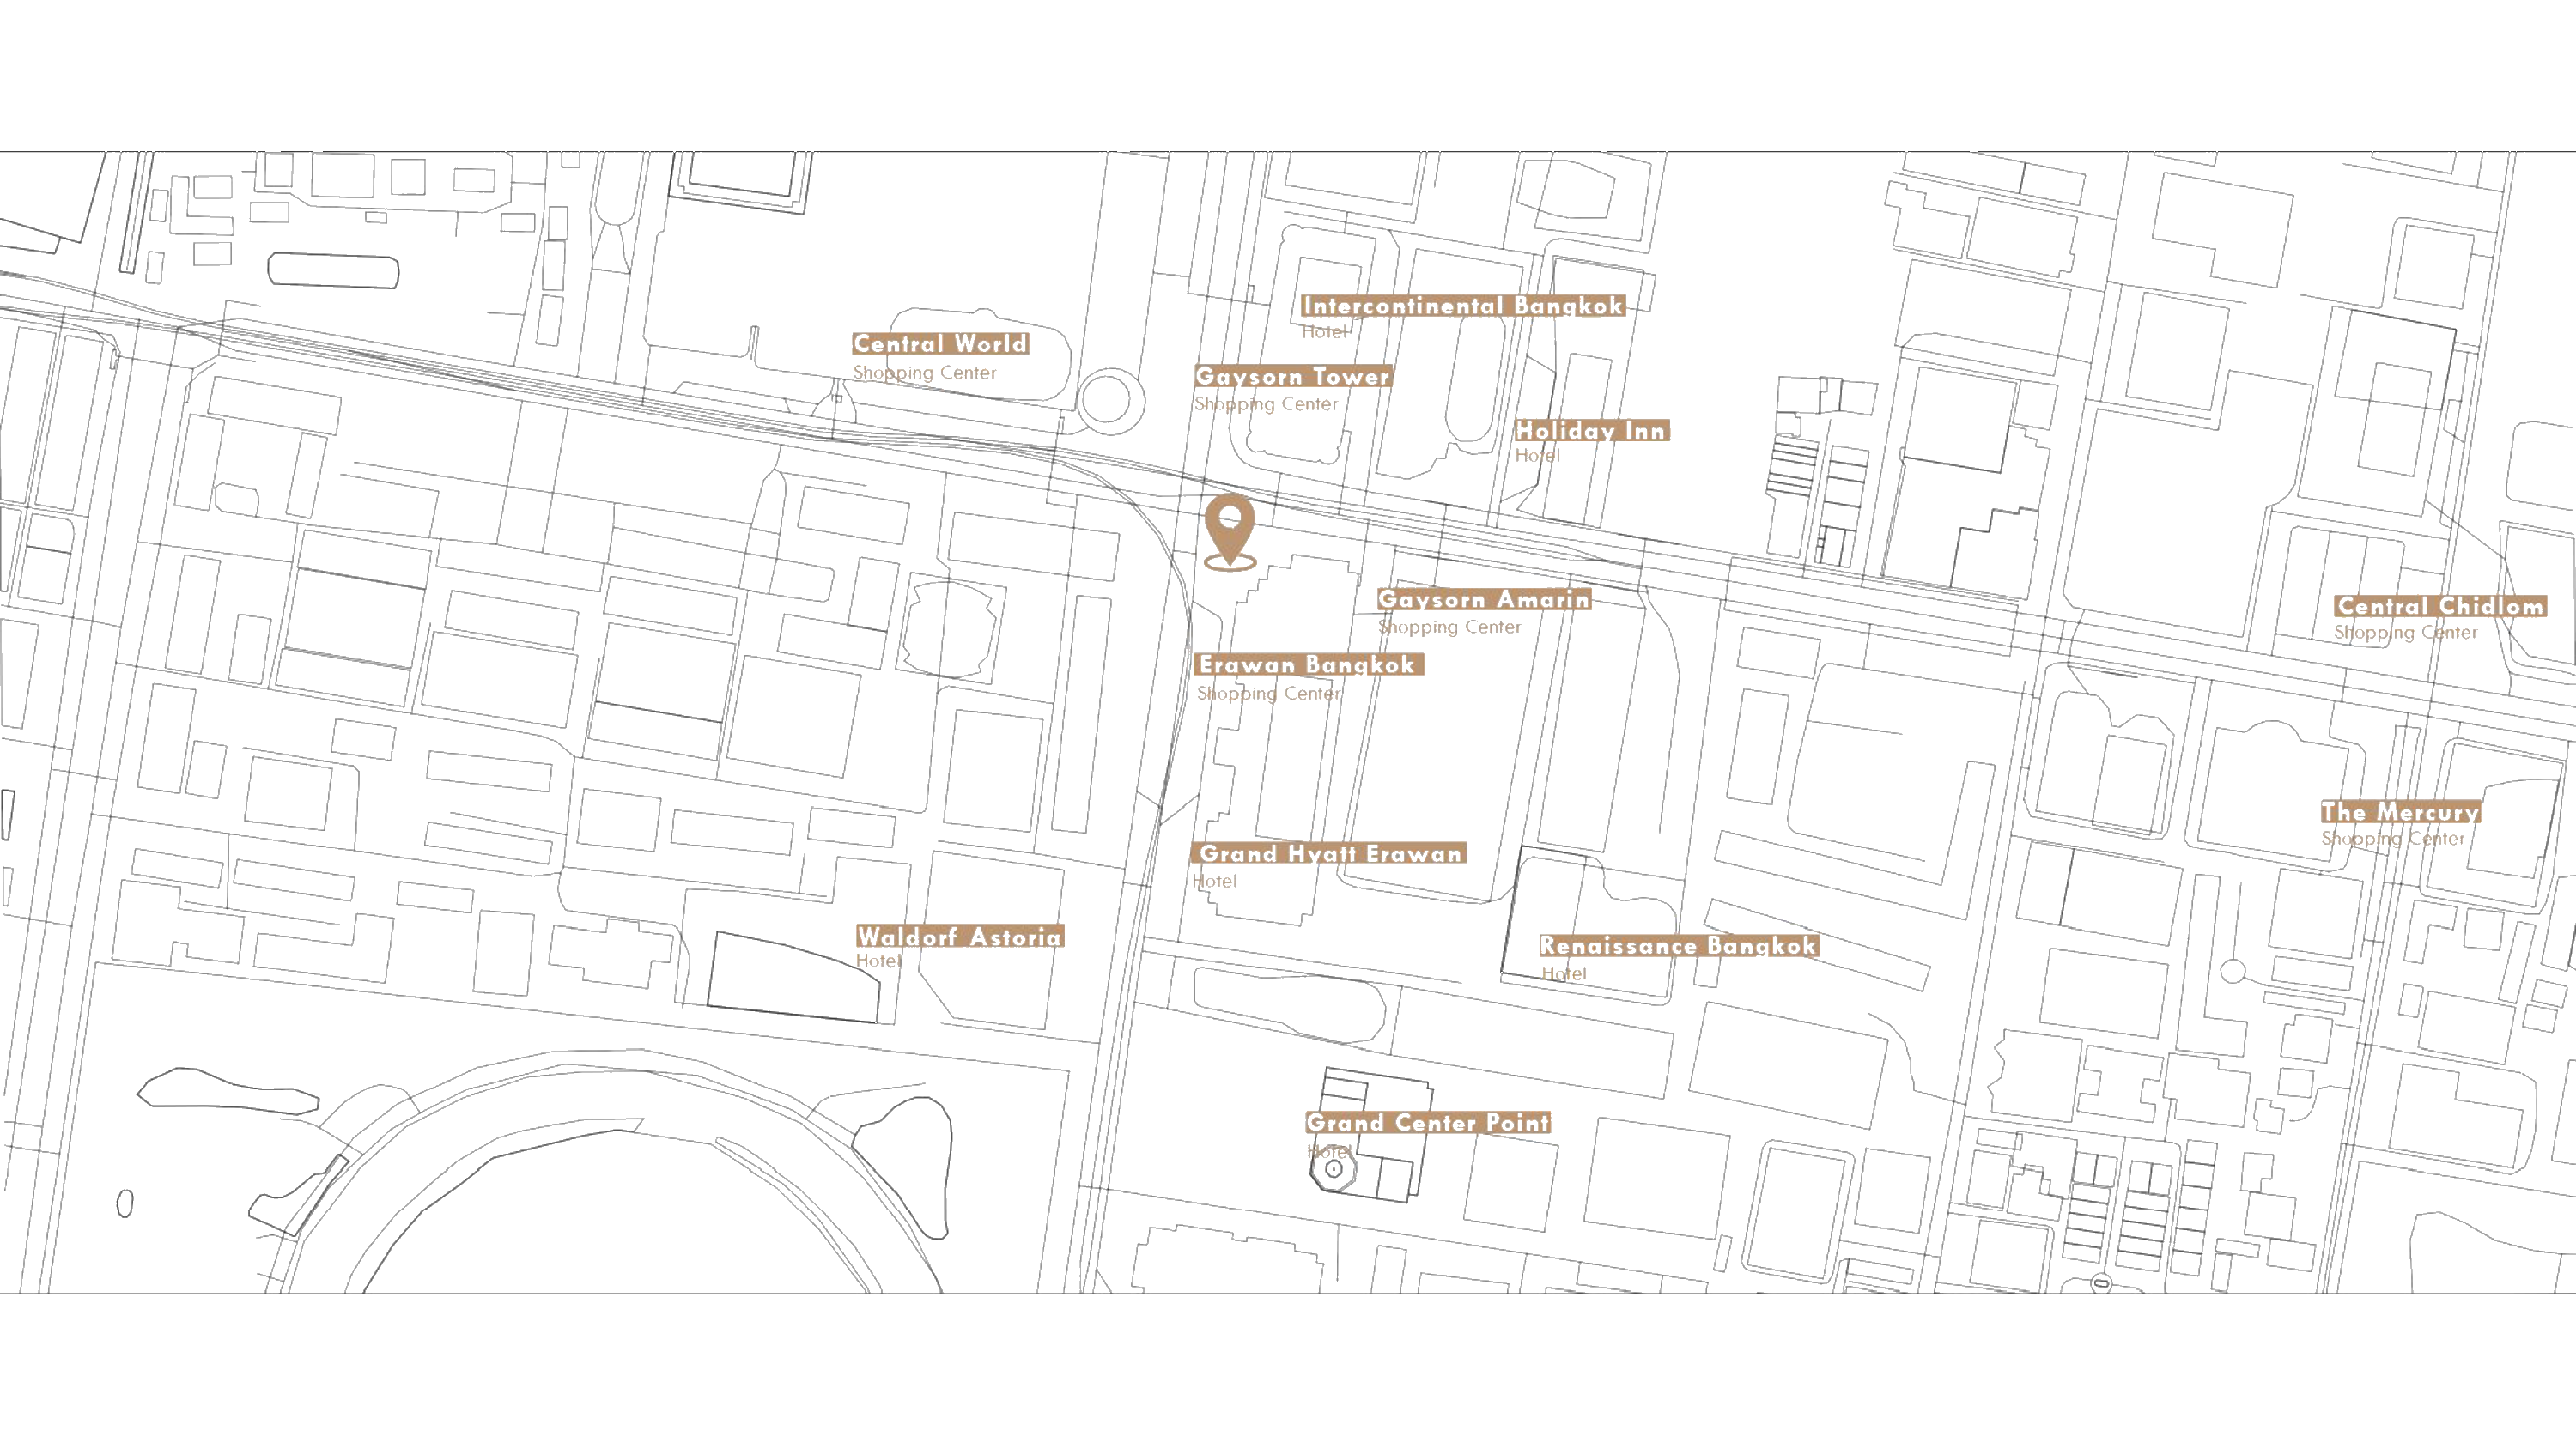 Intercontinental Bangkok
Hotel
Central World
Shopping Center
Gaysorn Tower
Shopping Center
Holiday Inn
Hotel
Gaysorn Amarin
Shopping Center
Central Chidlom
Shopping Center
Erawan Bangkok
Shopping Center
The Mercury
Shopping Center
Grand Hyatt Erawan
Hotel
Waldorf Astoria
Hotel
Renaissance Bangkok
Hotel
Grand Center Point
Hotel